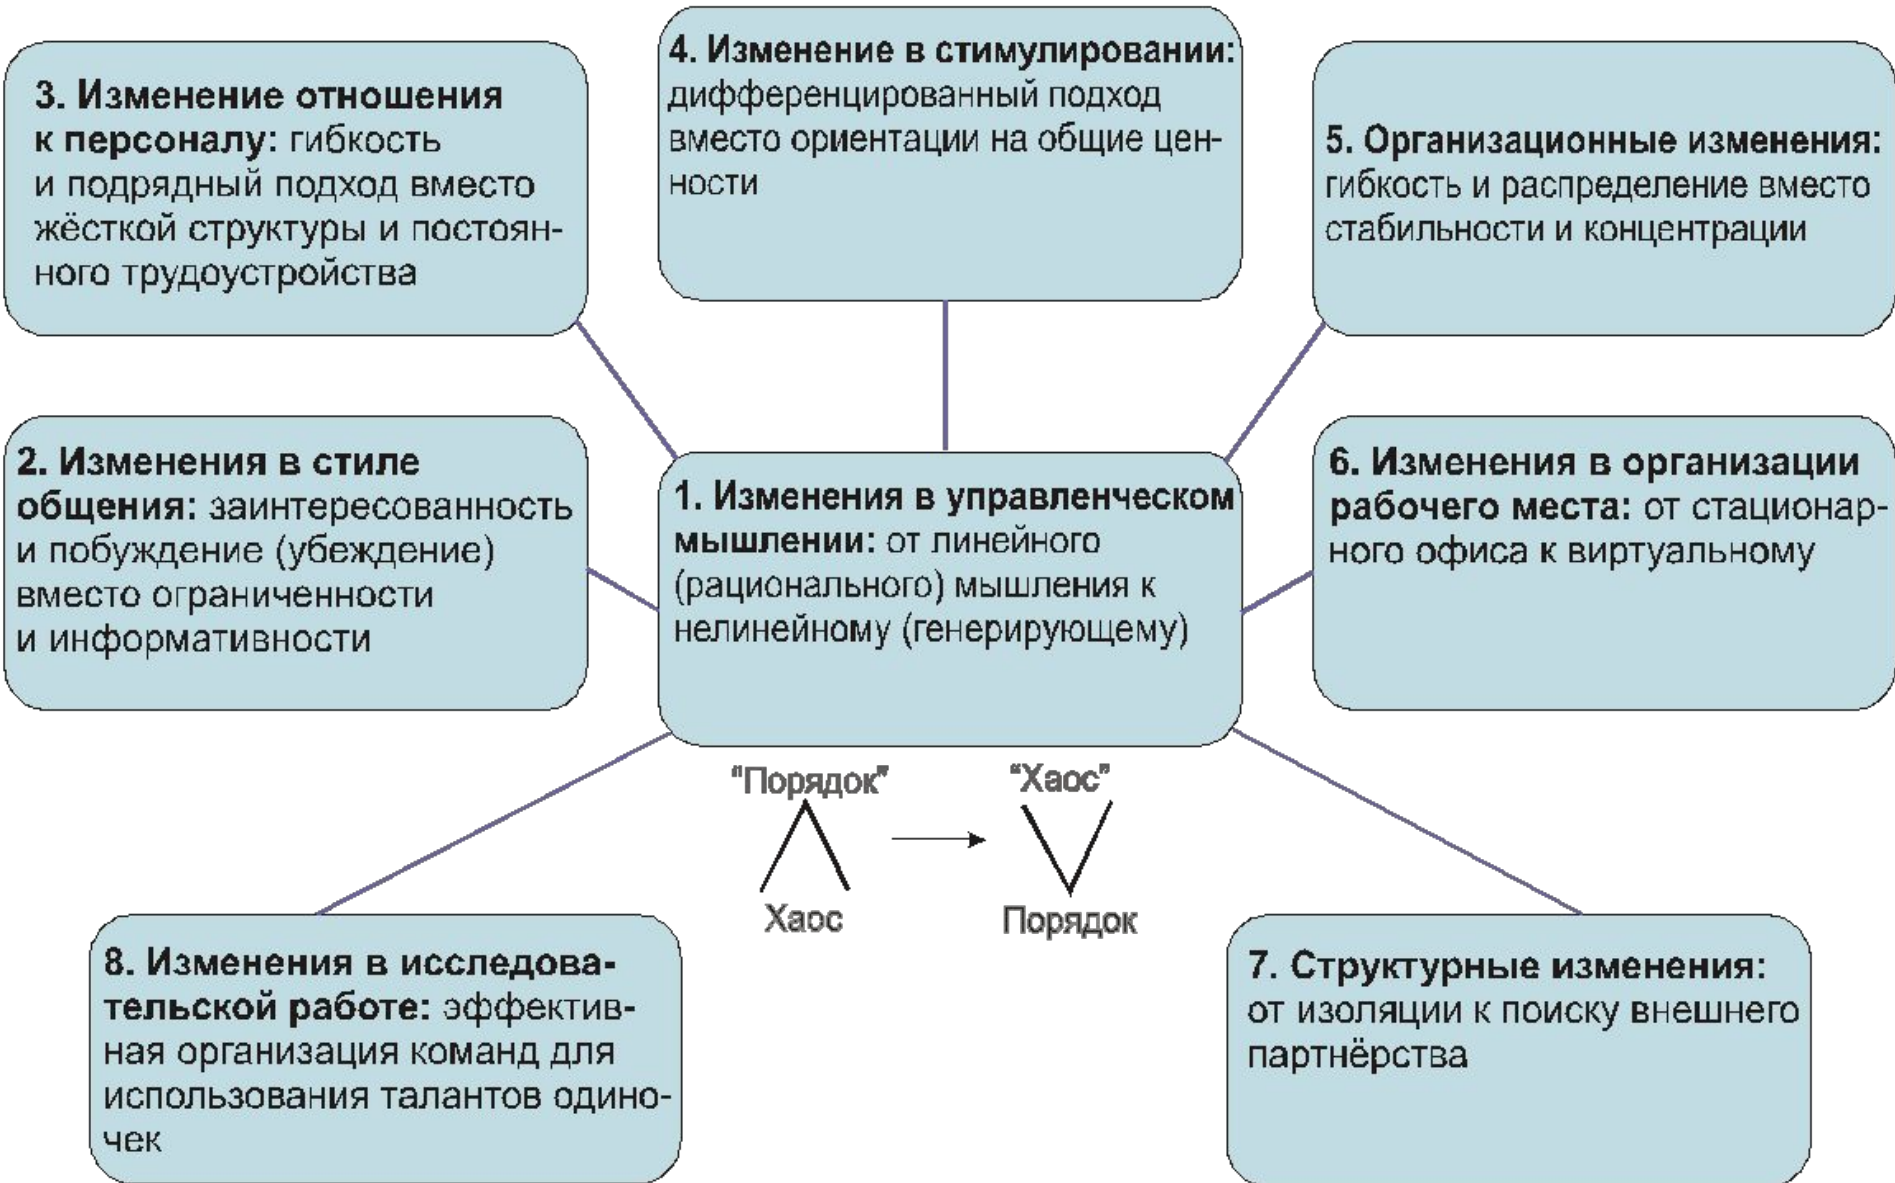 4. Изменение в стимулировании:
дифференцированный подход
вместо ориентации на общие цен-
ности
3. Изменение отношения
к персоналу: гибкость
и подрядный подход вместо
жёсткой структуры и постоян-
ного трудоустройства
5. Организационные изменения:
гибкость и распределение вместо
стабильности и концентрации
2. Изменения в стиле
общения: заинтересованность
и побуждение (убеждение)
вместо ограниченности
и информативности
1. Изменения в управленческом
мышлении: от линейного
(рационального) мышления к
нелинейному (генерирующему)
6. Изменения в организации
рабочего места: от стационар-
ного офиса к виртуальному
"Порядок"
"Хаос"
Хаос
Порядок
8. Изменения в исследова-
тельской работе: эффектив-
ная организация команд для
использования талантов одино-
чек
7. Структурные изменения:
от изоляции к поиску внешнего
партнёрства